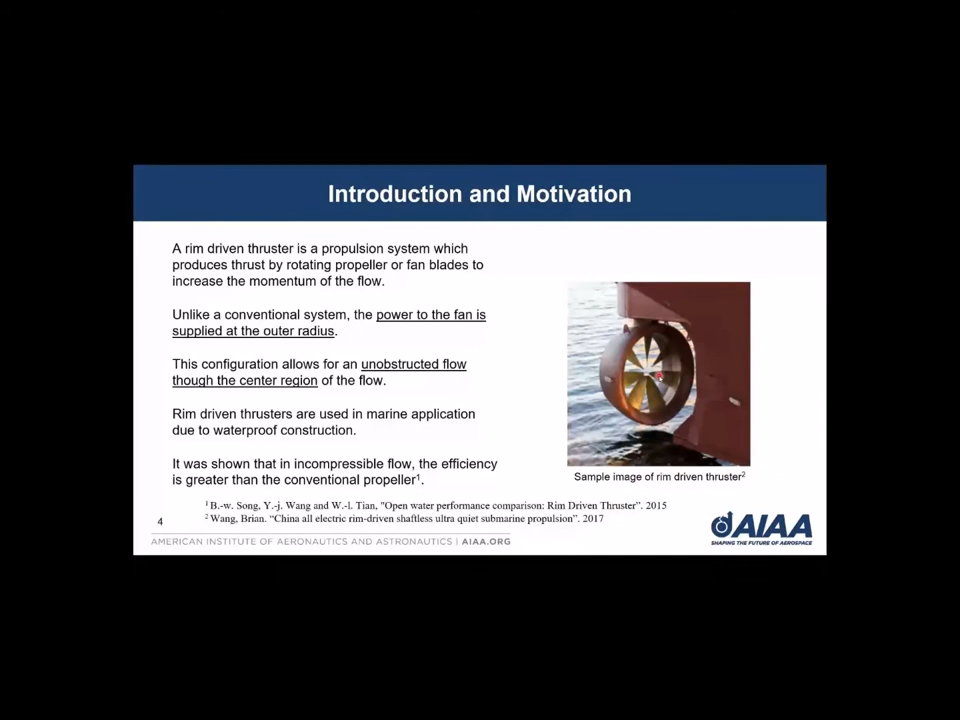 Introduction and Motivation
A rim driven thruster is a propulsion system which
produces thrust by rotating propeller or fan blades to
increase the momentum of the flow.
Unlike a conventional system, the power to the fan is
supplied at the outer radius.
This configuration allows for an unobstructed flow
though the center region of the flow.
Rim driven thrusters are used in marine application
due to waterproof construction.
It was shown that in incompressible flow, the efficiency
is greater than the conventional propeller¹.
Sample image of rim driven thruster²
¹ B.-w. Song, Y.-j. Wang and W.-l. Tian, "Open water performance comparison: Rim Driven Thruster". 2015
² Wang, Brian. “China all electric rim-driven shaftless ultra quiet submarine propulsion”. 2017
4
AMERICAN INSTITUTE OF AERONAUTICS AND ASTRONAUTICS | AIAA.ORG
AIAA
SHAPING THE FUTURE OF AEROSPACE